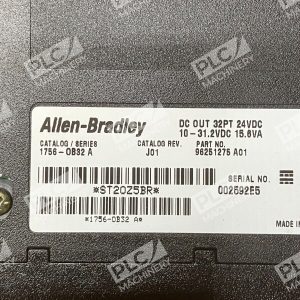 Allen-Bradley
DC OUT 32PT 24VDC
10-31.2VDC 15.6VA
CATALOG / SERIES
1756-OB32 A
CATALOG REV.
J01
PART NO.
96251275 A01
*ST20Z5BR*
SERIAL NO.
002592E5
*1756-OB32 A*
MADE IN
PLC
MACHINERY